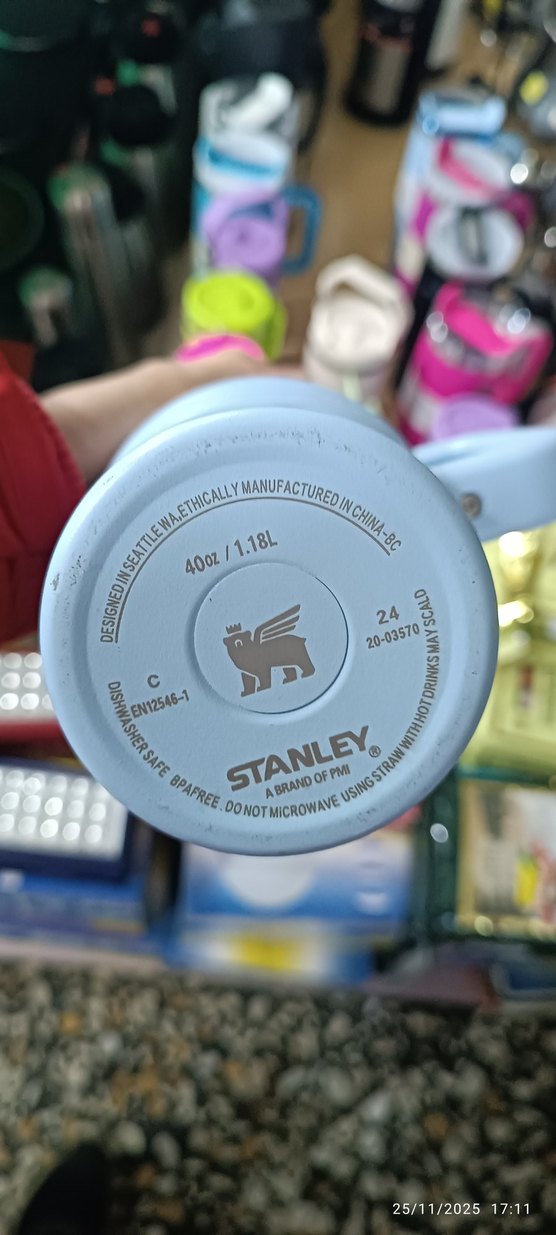 DESIGNED IN SEATTLE WA,ETHICALLY MANUFACTURED IN CHINA-BC
40oz / 1.18L
24
20-03570
C
EN12546-1
STANLEY®
A BRAND OF PMI
DISHWASHER SAFE BPAFREE . DO NOT MICROWAVE USING STRAW WITH HOT DRINKS MAY SCALD
25/11/2025 17:11